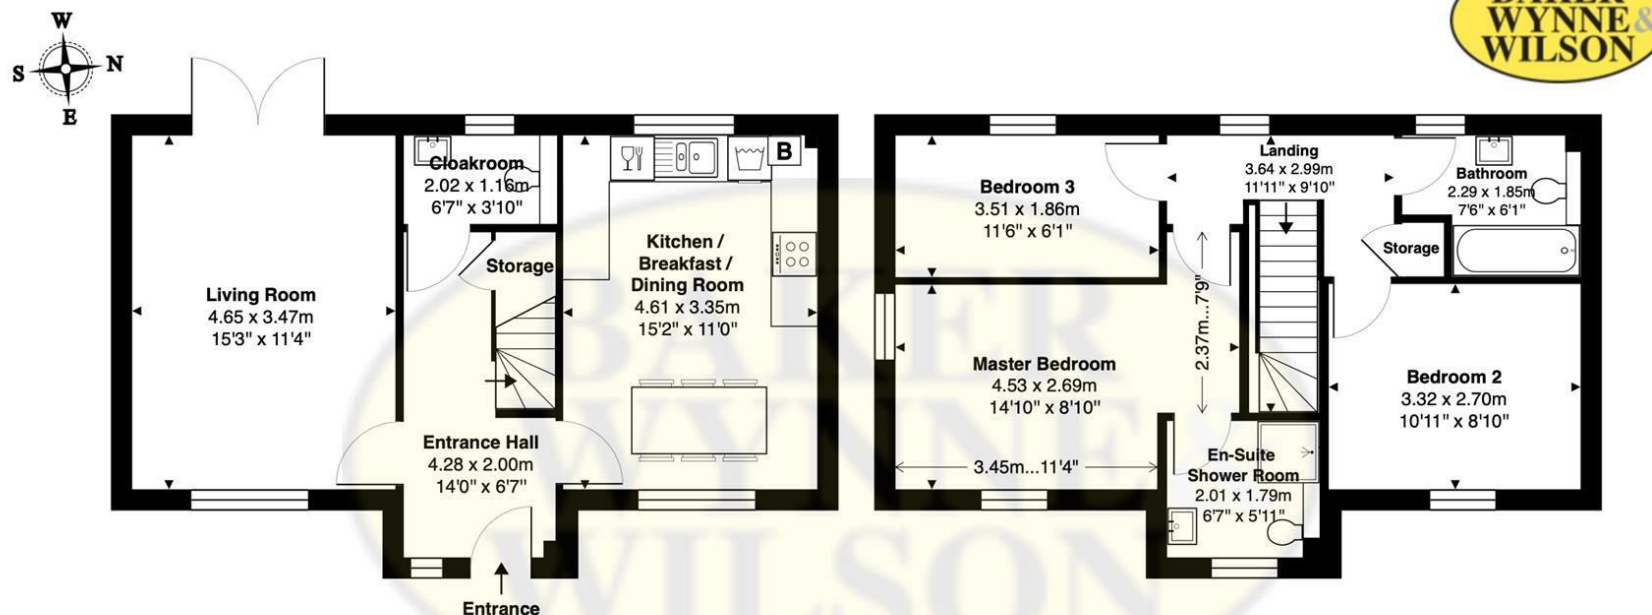 BAKER
WYNNE &
WILSON
W
S
N
E
Cloakroom
2.02 x 1.16m
6'7" x 3'10"
B
Storage
Kitchen /
Breakfast /
Dining Room
4.61 x 3.35m
15'2" x 11'0"
Living Room
4.65 x 3.47m
15'3" x 11'4"
Entrance Hall
4.28 x 2.00m
14'0" x 6'7"
Entrance
Landing
3.64 x 2.99m
11'11" x 9'10"
Bedroom 3
3.51 x 1.86m
11'6" x 6'1"
Bathroom
2.29 x 1.85m
7'6" x 6'1"
Storage
2.37m...7'9"
Master Bedroom
4.53 x 2.69m
14'10" x 8'10"
3.45m...11'4"
Bedroom 2
3.32 x 2.70m
10'11" x 8'10"
En-Suite
Shower Room
2.01 x 1.79m
6'7" x 5'11"
BAKER
WYNNE
WILSON